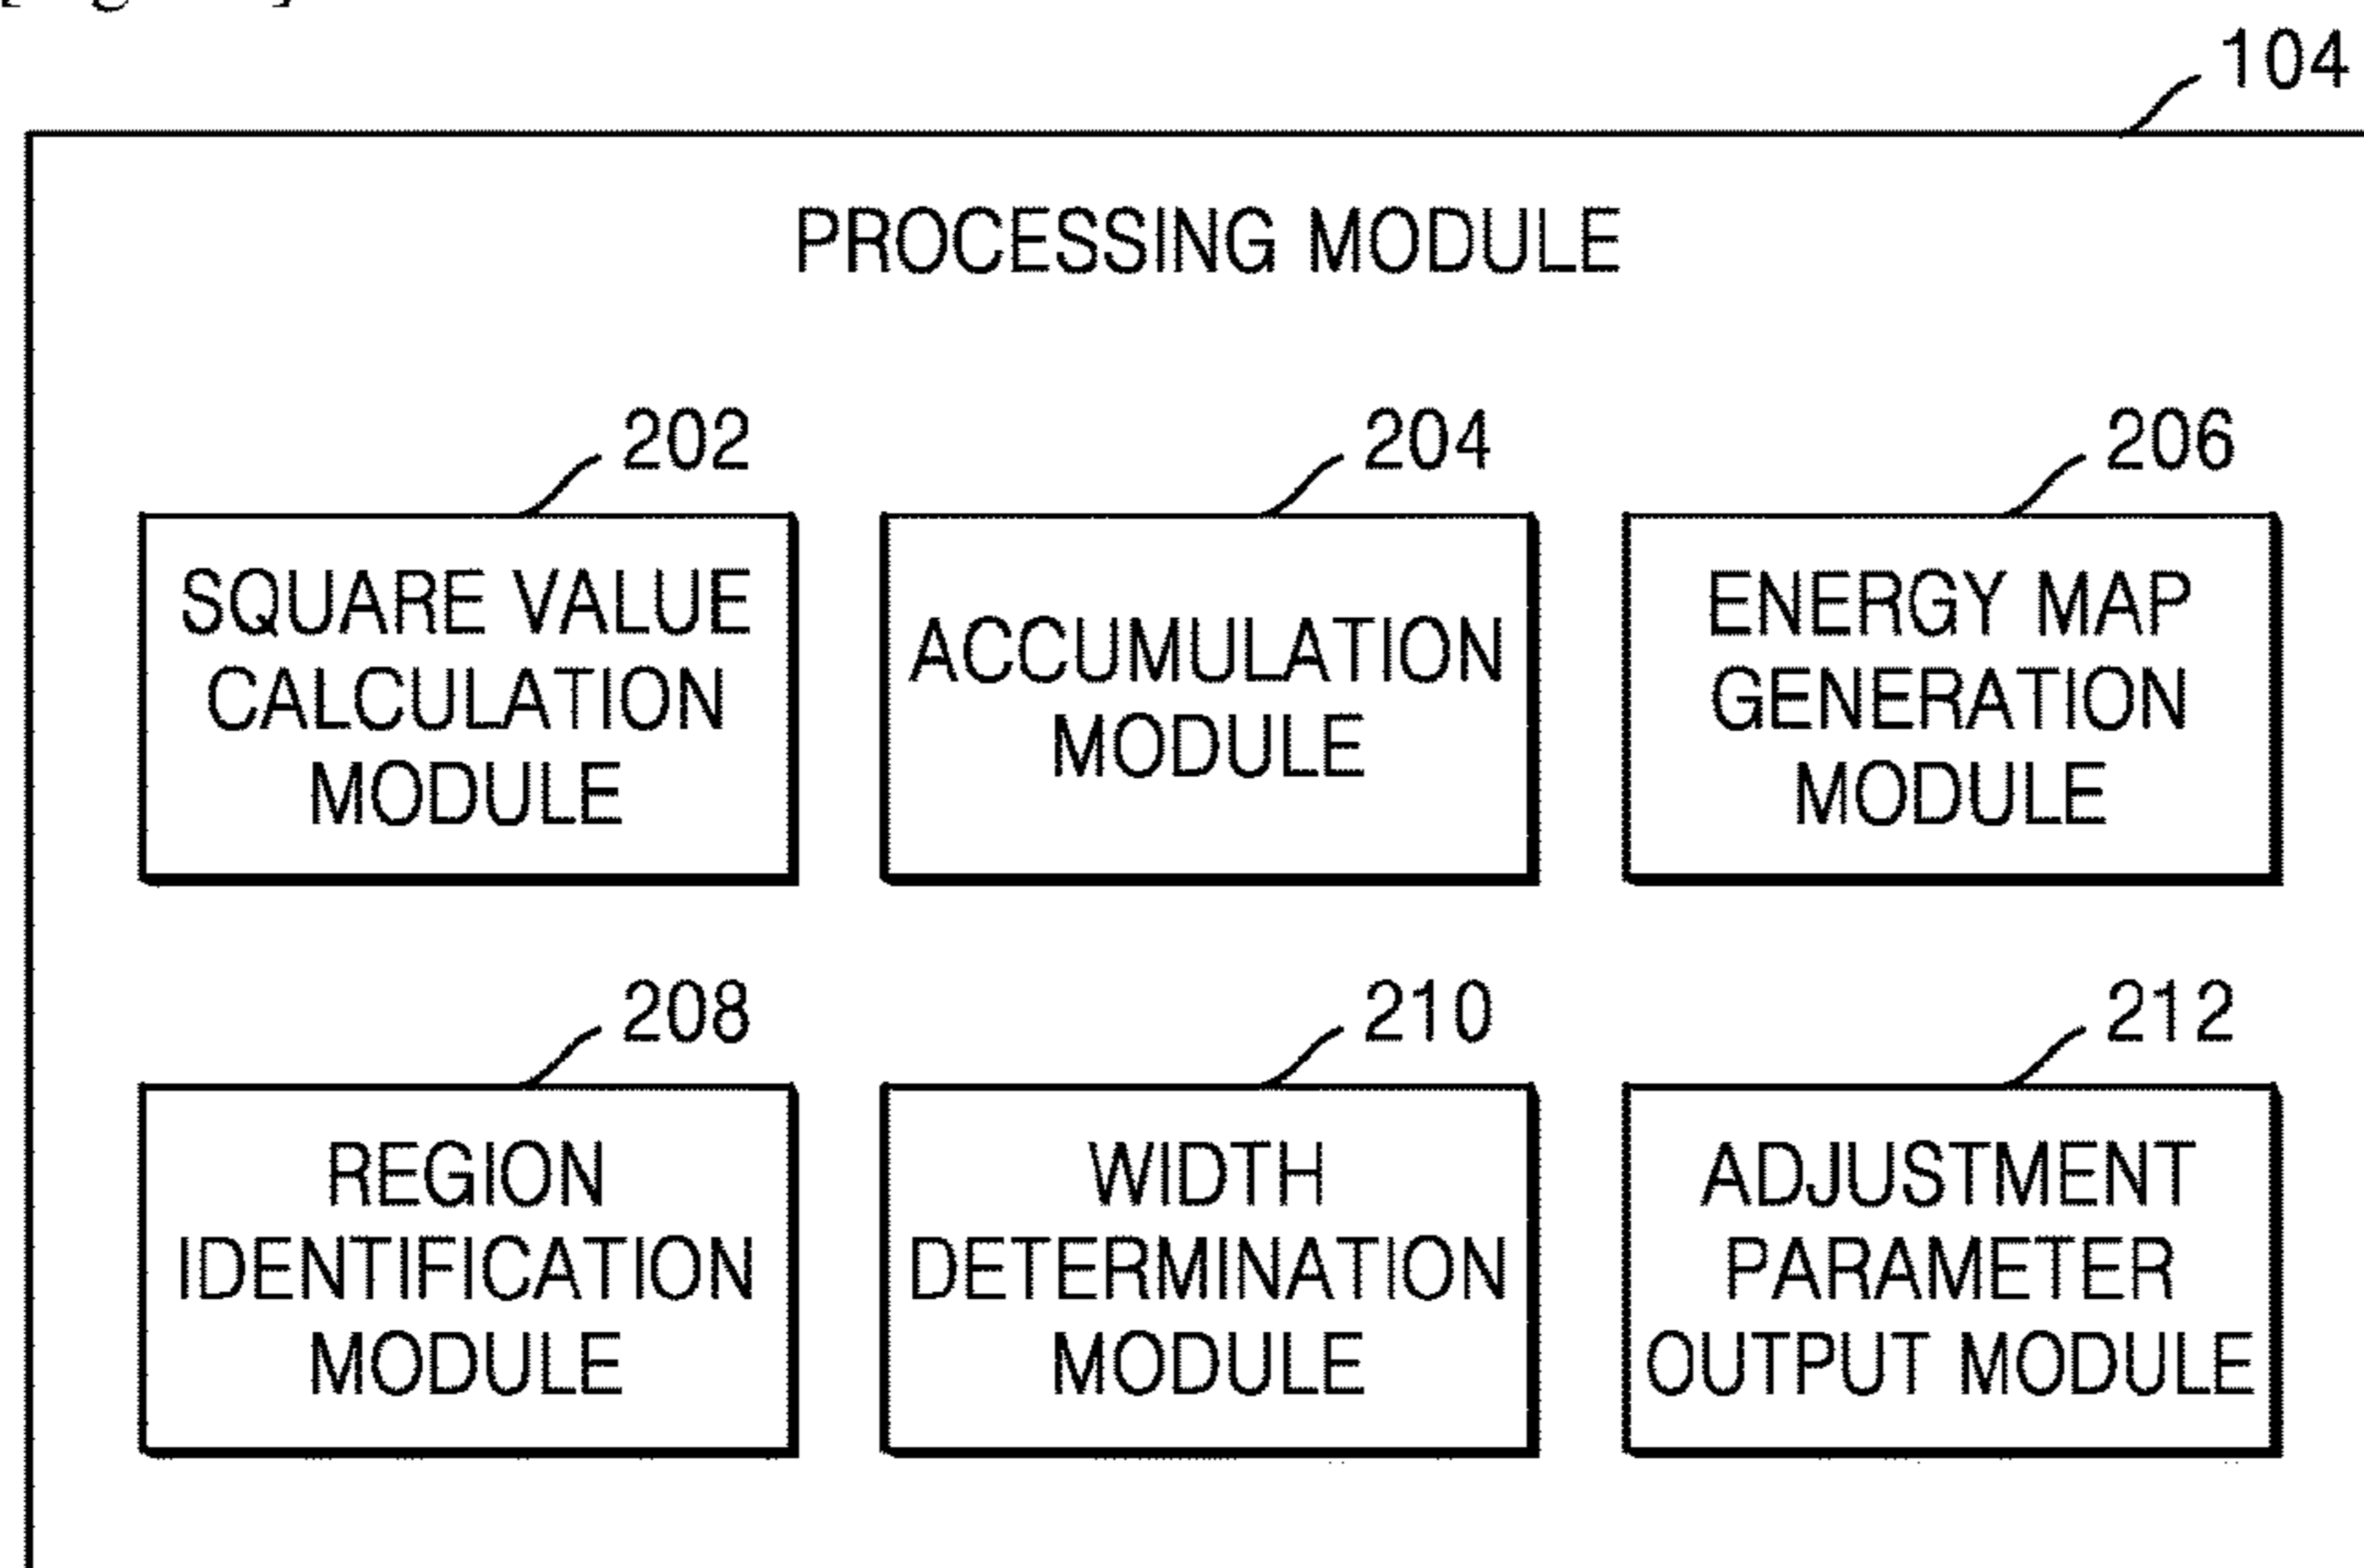 104
PROCESSING MODULE
202
204
206
SQUARE VALUE
CALCULATION
MODULE
ACCUMULATION
MODULE
ENERGY MAP
GENERATION
MODULE
208
210
212
REGION
IDENTIFICATION
MODULE
WIDTH
DETERMINATION
MODULE
ADJUSTMENT
PARAMETER
OUTPUT MODULE